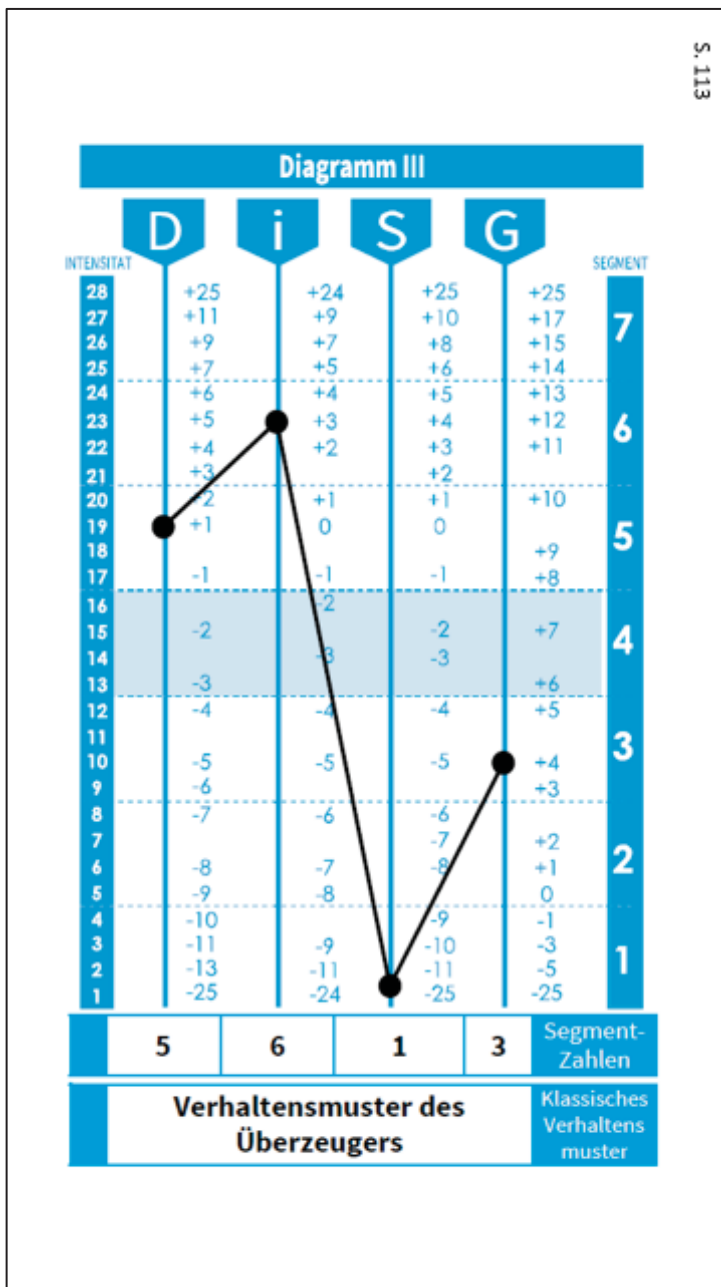 S. 113
Diagramm III
D i S G
INTENSITAT SEGMENT
28 +25 +24 +25 +25
27 +11 +9 +10 +17 7
26 +9 +7 +8 +15
25 +7 +5 +6 +14
24 +6 +4 +5 +13
23 +5 +3 +4 +12 6
22 +4 +2 +3 +11
21 +3 +2
20 +2 +1 +1 +10
19 +1 0 0 5
18 +9
17 -1 -1 -1 +8
16 -2
15 -2 -2 +7 4
14 -3 -3
13 -3 +6
12 -4 -4 -4 +5
11 3
10 -5 -5 -5 +4
9 -6 +3
8 -7 -6 -6
7 -7 +2 2
6 -8 -7 -8 +1
5 -9 -8 0
4 -10 -9 -1
3 -11 -9 -10 -3 1
2 -13 -11 -11 -5
1 -25 -24 -25 -25
5 6 1 3 Segment-
Zahlen
Verhaltensmuster des
Überzeugers
Klassisches
Verhaltens
muster